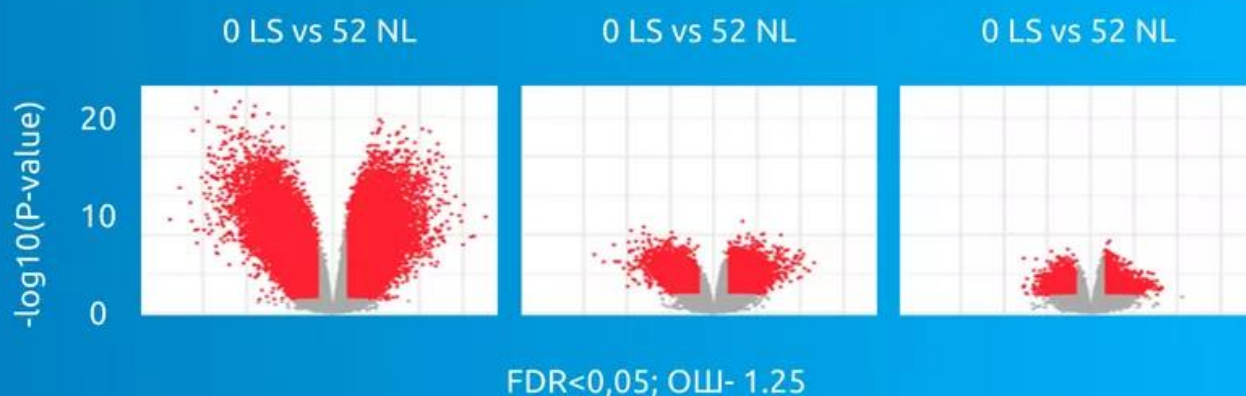 0 LS vs 52 NL
0 LS vs 52 NL
0 LS vs 52 NL
-log10(P-value)
20
10
0
FDR<0,05; ОШ- 1.25